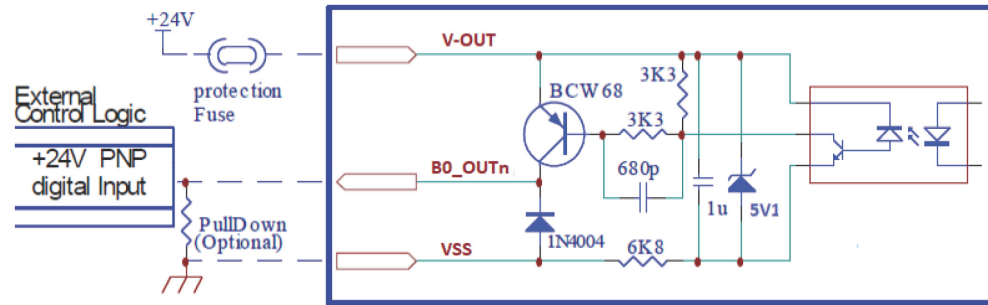 +24V
V-OUT
protection
Fuse
3K3
BCW68
External
Control Logic
3K3
+24V PNP
digital Input
B0_OUTn
680p
1u
5V1
PullDown
(Optional)
1N4004
VSS
6K8